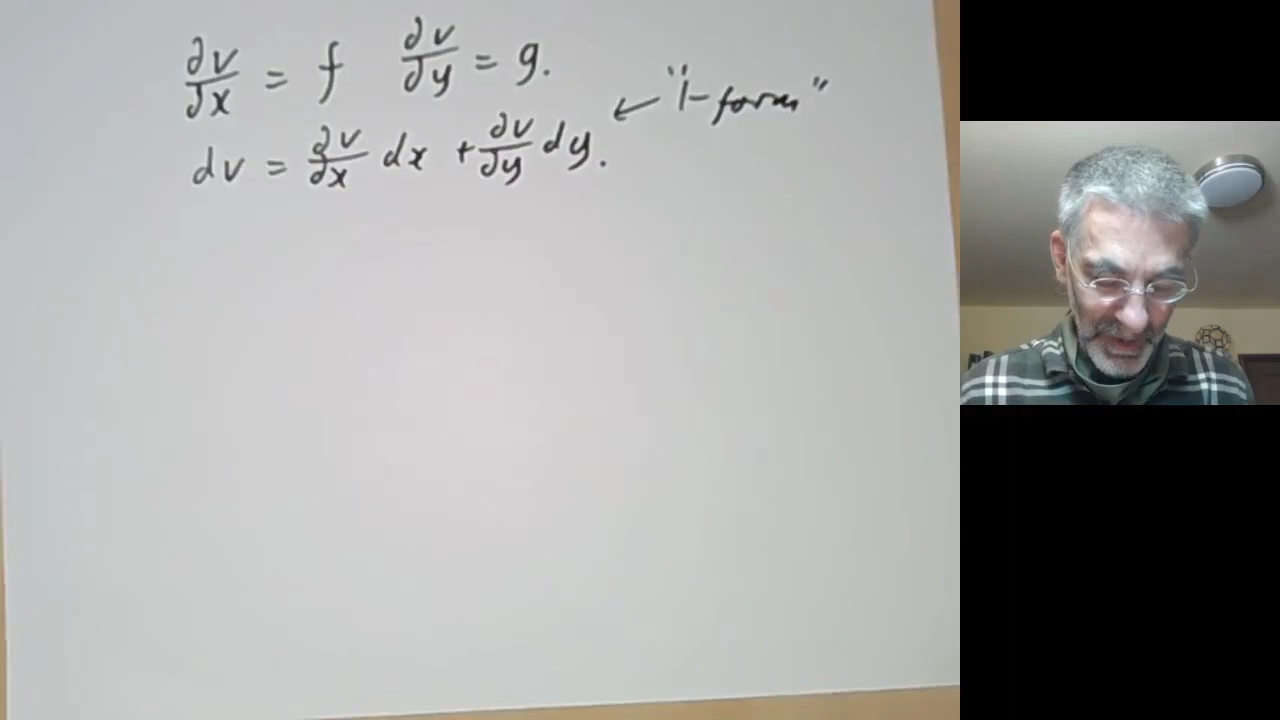 ∂v/∂x = f ∂v/∂y = g.
← "1-form"
dv = ∂v/∂x dx + ∂v/∂y dy.